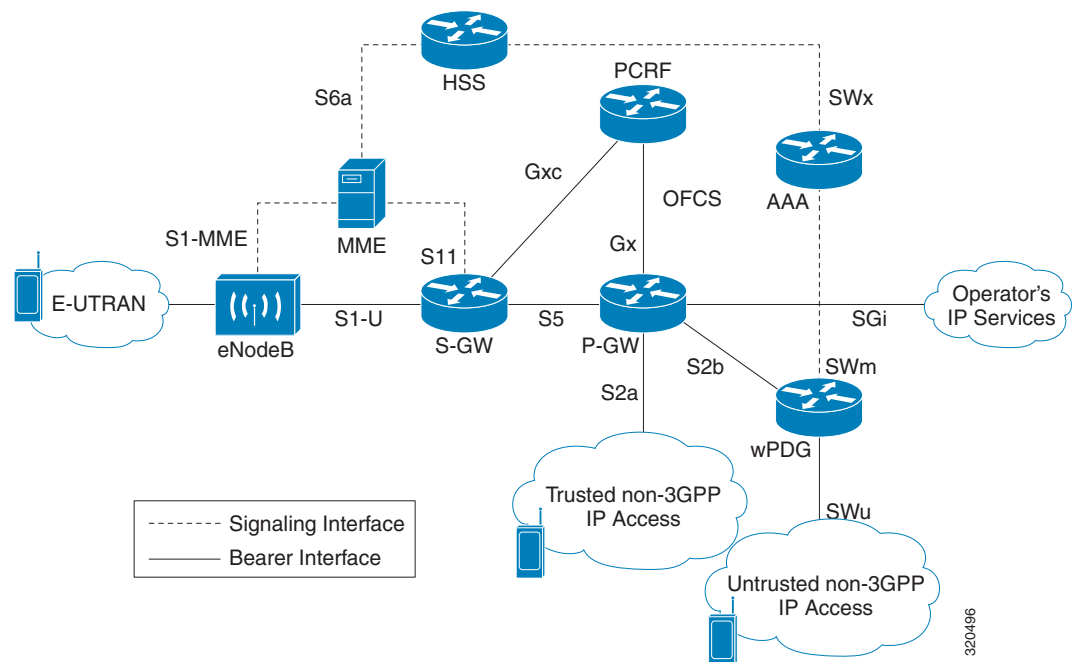 HSS
PCRF
S6a
SWx
Gxc
OFCS
AAA
MME
S1-MME
S11
Gx
E-UTRAN
eNodeB
S1-U
S-GW
S5
P-GW
SGi
Operator's
IP Services
S2b
SWm
S2a
wPDG
Trusted non-3GPP
IP Access
SWu
Signaling Interface
Bearer Interface
Untrusted non-3GPP
IP Access
320496